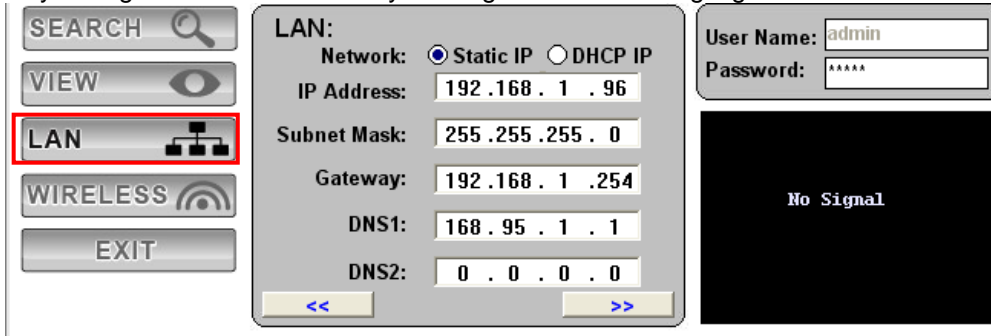 SEARCH
VIEW
LAN
WIRELESS
EXIT
LAN:
Network: Static IP DHCP IP
IP Address: 192.168. 1 .96
Subnet Mask: 255.255.255. 0
Gateway: 192.168. 1 .254
DNS1: 168.95. 1 . 1
DNS2: 0 . 0 . 0 . 0
<< >>
User Name: admin
Password: *****
No Signal